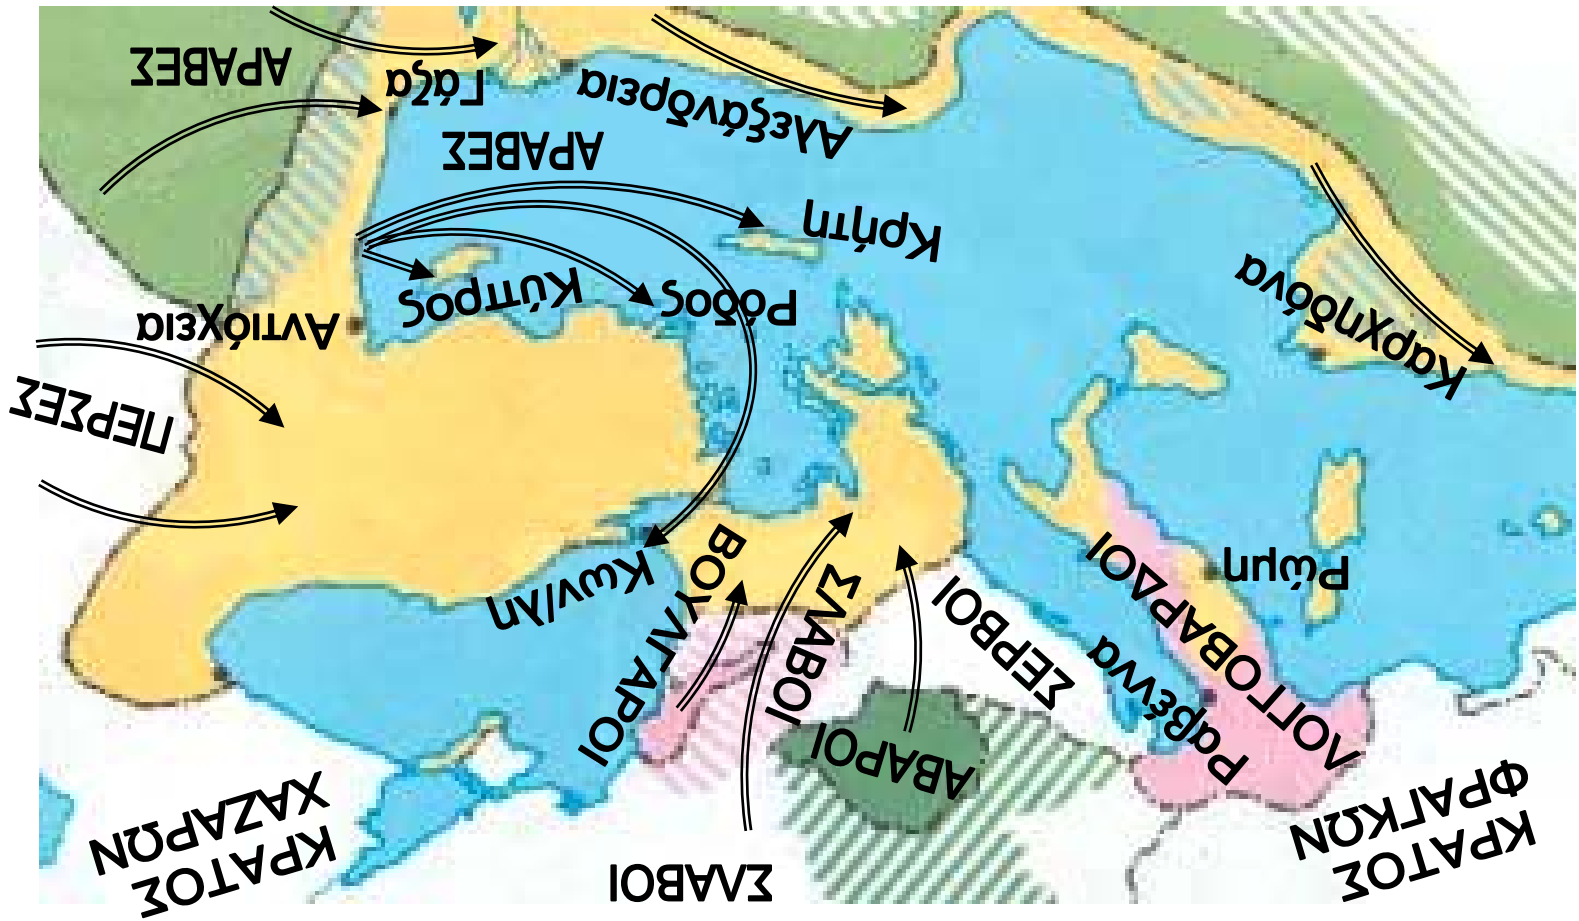 ΚΡΑΤΟΣ
ΦΡΑΓΚΩΝ
ΣΛΑΒΟΙ
ΚΡΑΤΟΣ
ΧΑΖΑΡΩΝ
ΛΟΓΓΟΒΑΡΔΟΙ
Ραβέννα
ΑΒΑΡΟΙ
ΣΕΡΒΟΙ
ΣΛΑΒΟΙ
ΒΟΥΛΓΑΡΟΙ
Ρώμη
Κων/λη
ΠΕΡΣΕΣ
Καρχηδόνα
Ρόδος
Κύπρος
Αντιόχεια
Κρήτη
ΑΡΑΒΕΣ
Αλεξάνδρεια
Γάζα
ΑΡΑΒΕΣ